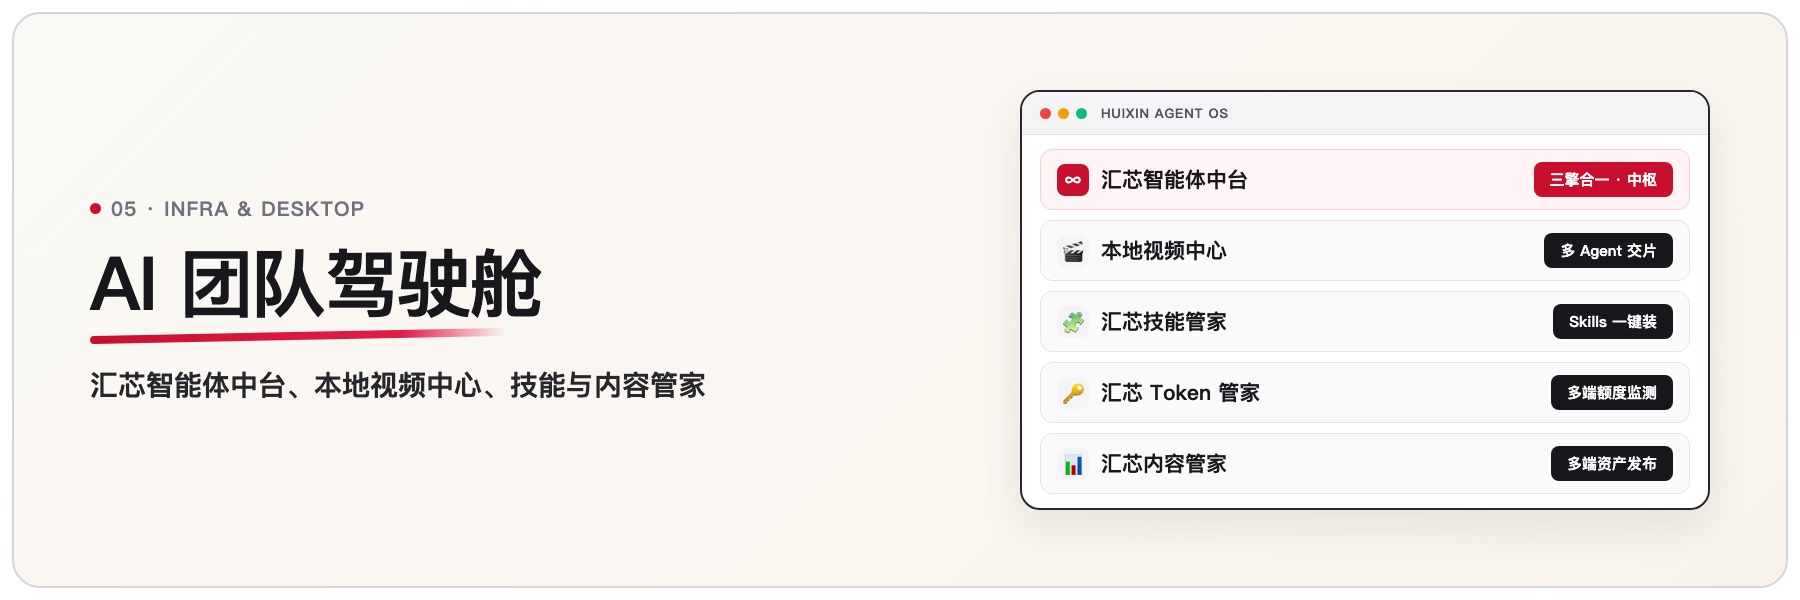 05 · INFRA & DESKTOP
AI 团队驾驶舱
汇芯智能体中台、本地视频中心、技能与内容管家
HUIXIN AGENT OS
汇芯智能体中台 三擎合一 · 中枢
本地视频中心 多 Agent 交片
汇芯技能管家 Skills 一键装
汇芯 Token 管家 多端额度监测
汇芯内容管家 多端资产发布